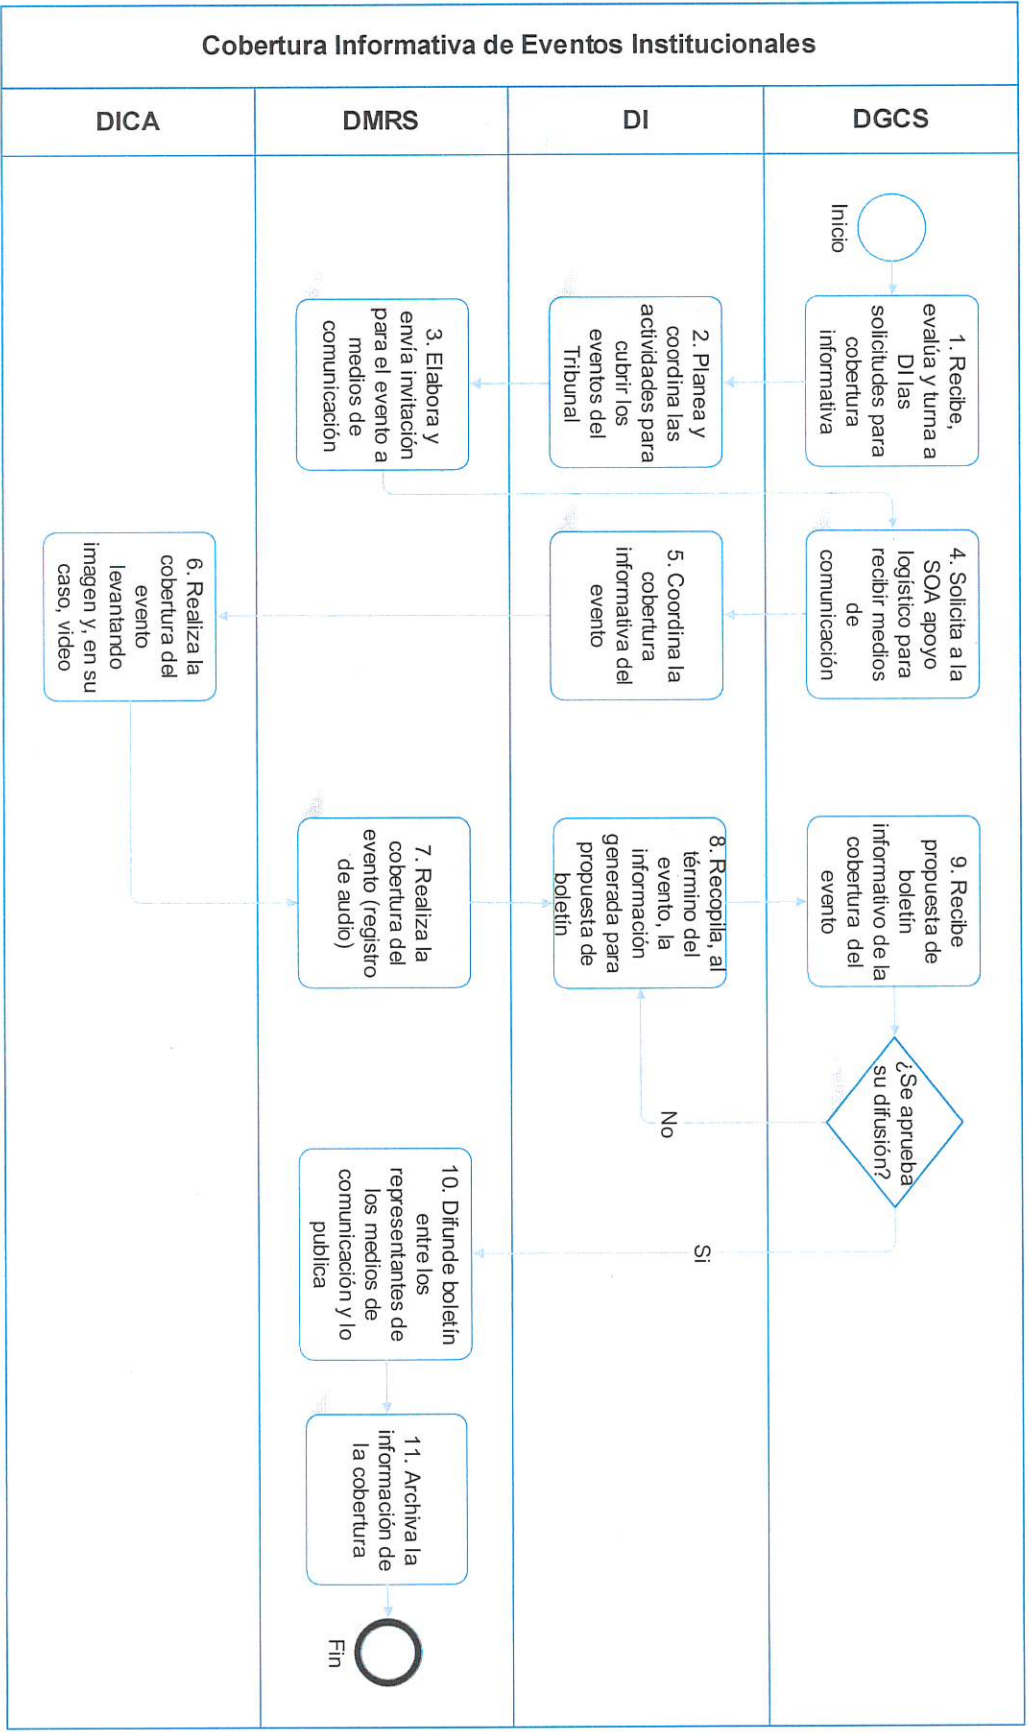 Cobertura Informativa de Eventos Institucionales
DICA
DMRS
DI
DGCS
Inicio
1. Recibe,
evalúa y turna a
DI las
solicitudes para
cobertura
informativa
2. Planea y
coordina las
actividades para
cubrir los
eventos del
Tribunal
3. Elabora y
envía invitación
para el evento a
medios de
comunicación
4. Solicita a la
SOA apoyo
logístico para
recibir medios
de
comunicación
5. Coordina la
cobertura
informativa del
evento
6. Realiza la
cobertura del
evento
levantando
imagen y, en su
caso, video
7. Realiza la
cobertura del
evento (registro
de audio)
8. Recopila, al
término del
evento, la
información
generada para
propuesta de
boletín
9. Recibe
propuesta de
boletín
informativo de la
cobertura del
evento
¿Se aprueba
su difusión?
No
Si
10. Difunde boletín
entre los
representantes de
los medios de
comunicación y lo
publica
11. Archiva la
información de
la cobertura
Fin